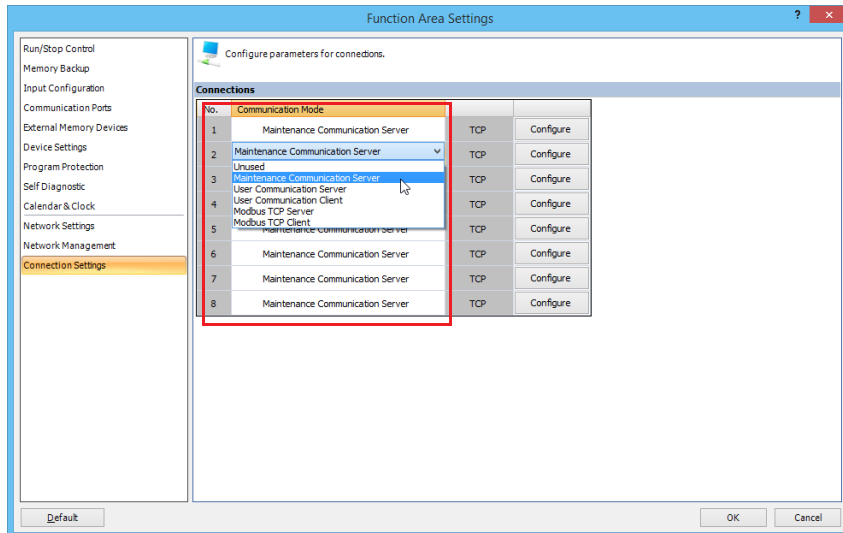 Function Area Settings
? ×
Run/Stop Control
Memory Backup
Input Configuration
Communication Ports
External Memory Devices
Device Settings
Program Protection
Self Diagnostic
Calendar & Clock
Network Settings
Network Management
Connection Settings
Configure parameters for connections.
Connections
No. Communication Mode
1 Maintenance Communication Server TCP Configure
2 Maintenance Communication Server TCP Configure
Unused
Maintenance Communication Server
User Communication Server
User Communication Client
Modbus TCP Server
Modbus TCP Client
3 TCP Configure
4 TCP Configure
5 Maintenance Communication Server TCP Configure
6 Maintenance Communication Server TCP Configure
7 Maintenance Communication Server TCP Configure
8 Maintenance Communication Server TCP Configure
Default OK Cancel